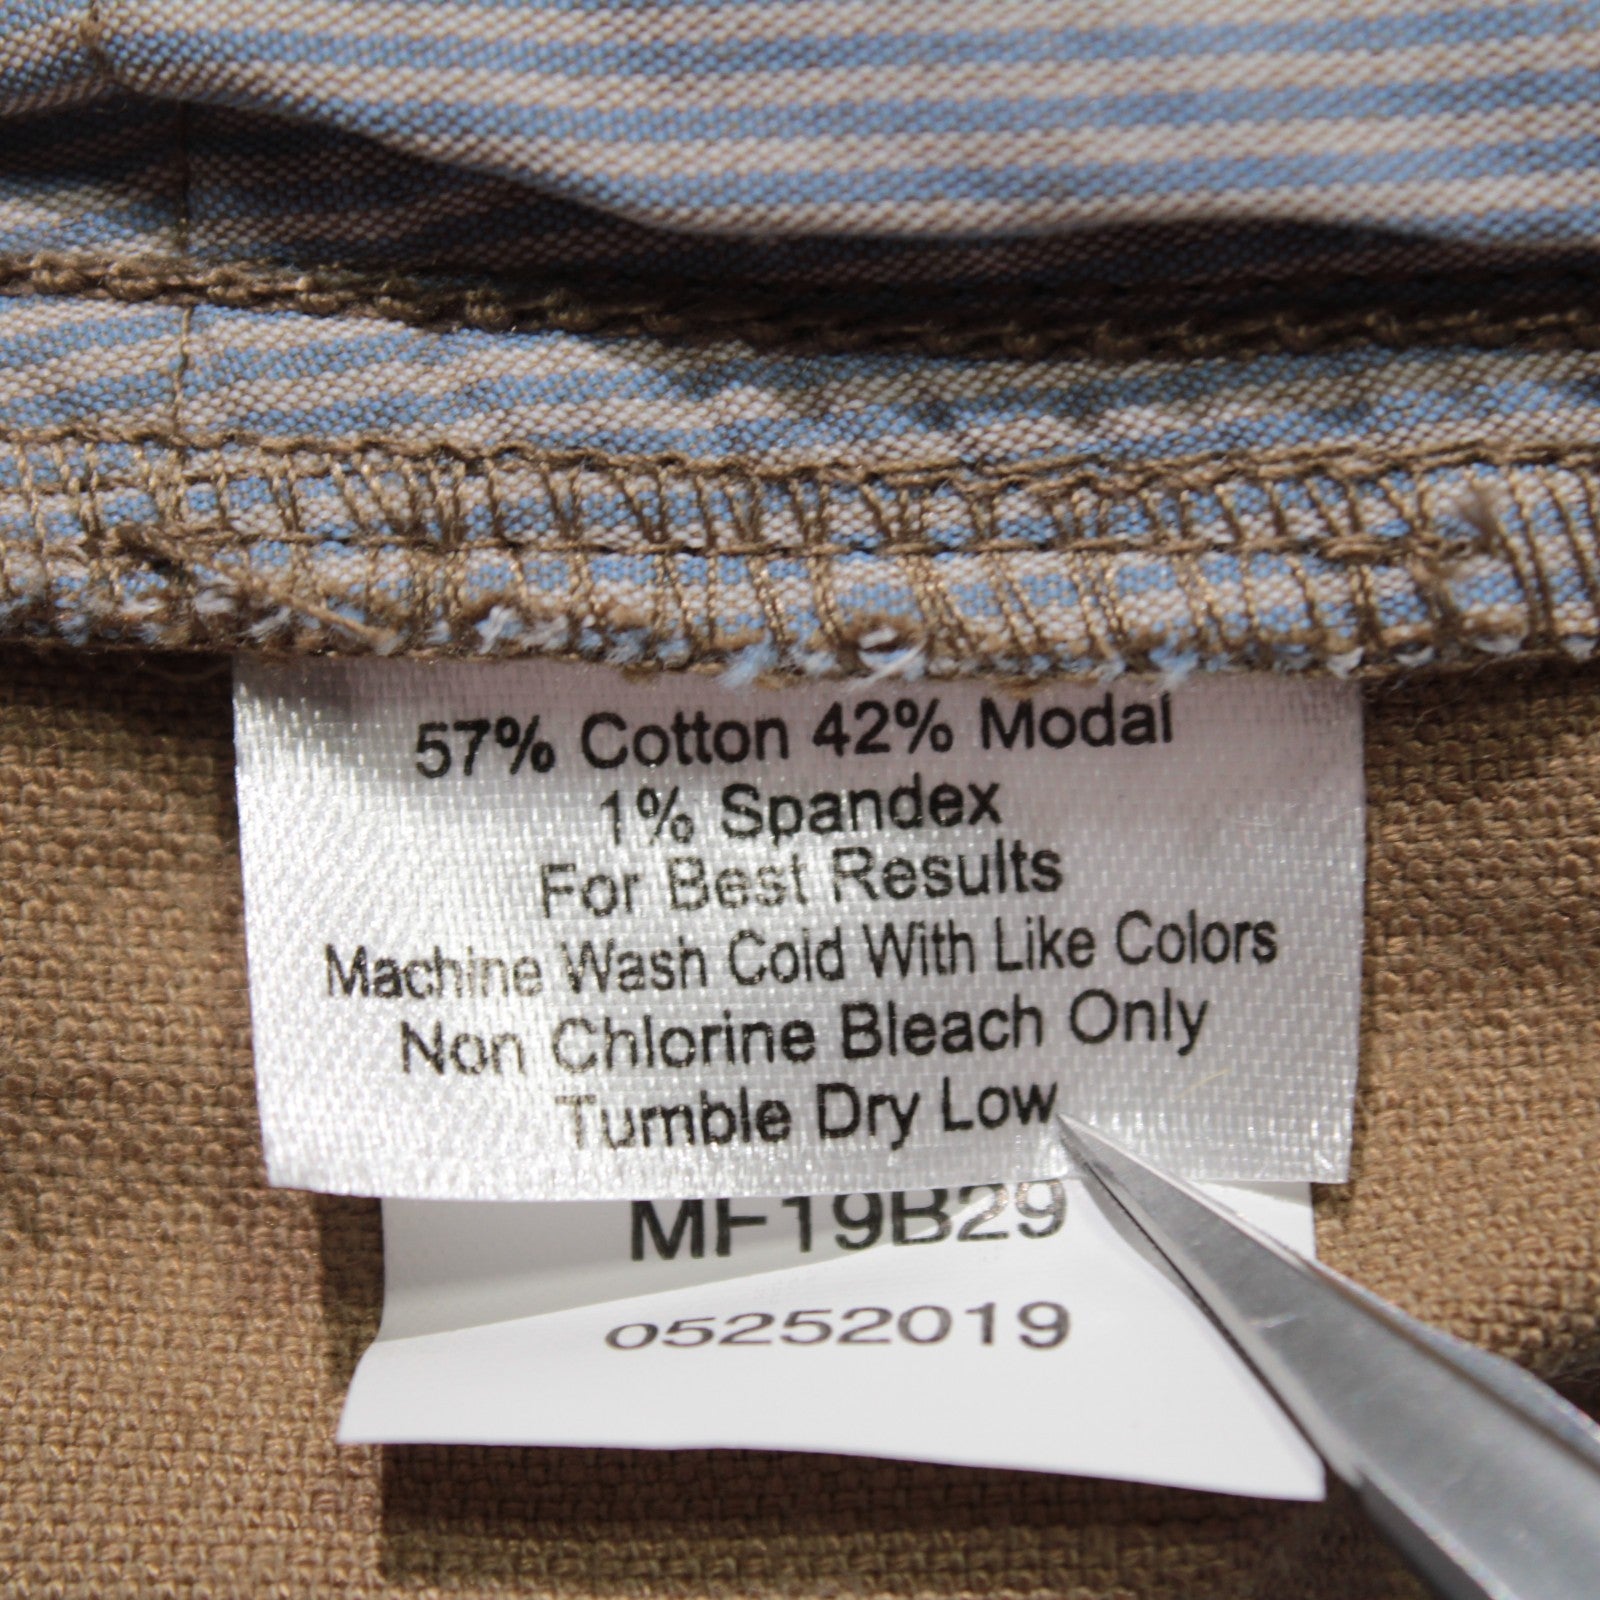 57% Cotton 42% Modal
1% Spandex
For Best Results
Machine Wash Cold With Like Colors
Non Chlorine Bleach Only
Tumble Dry Low
MF19B29
05252019